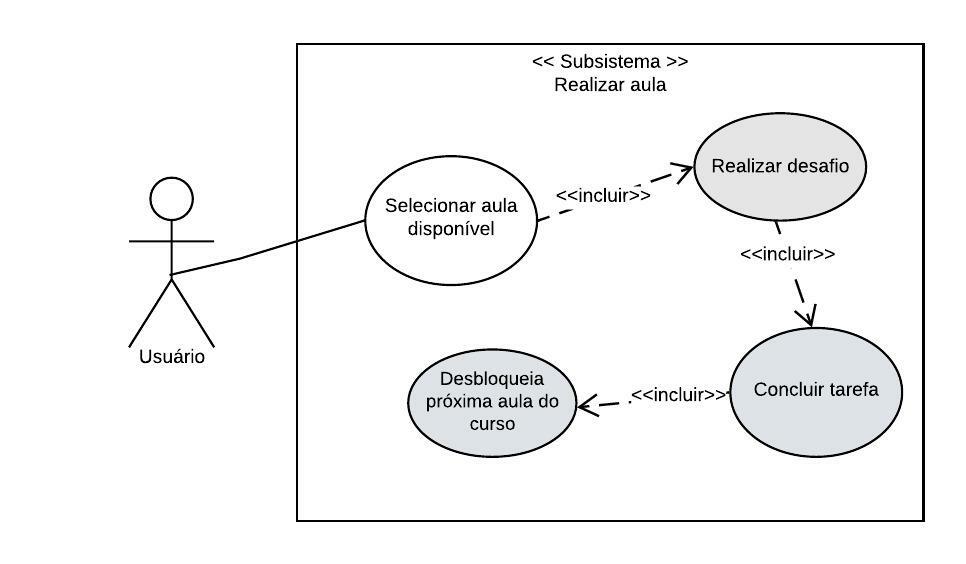 << Subsistema >>
Realizar aula
Realizar desafio
<<incluir>>
Selecionar aula
disponível
<<incluir>>
Usuário
Desbloqueia
próxima aula do
curso
<<incluir>>
Concluir tarefa